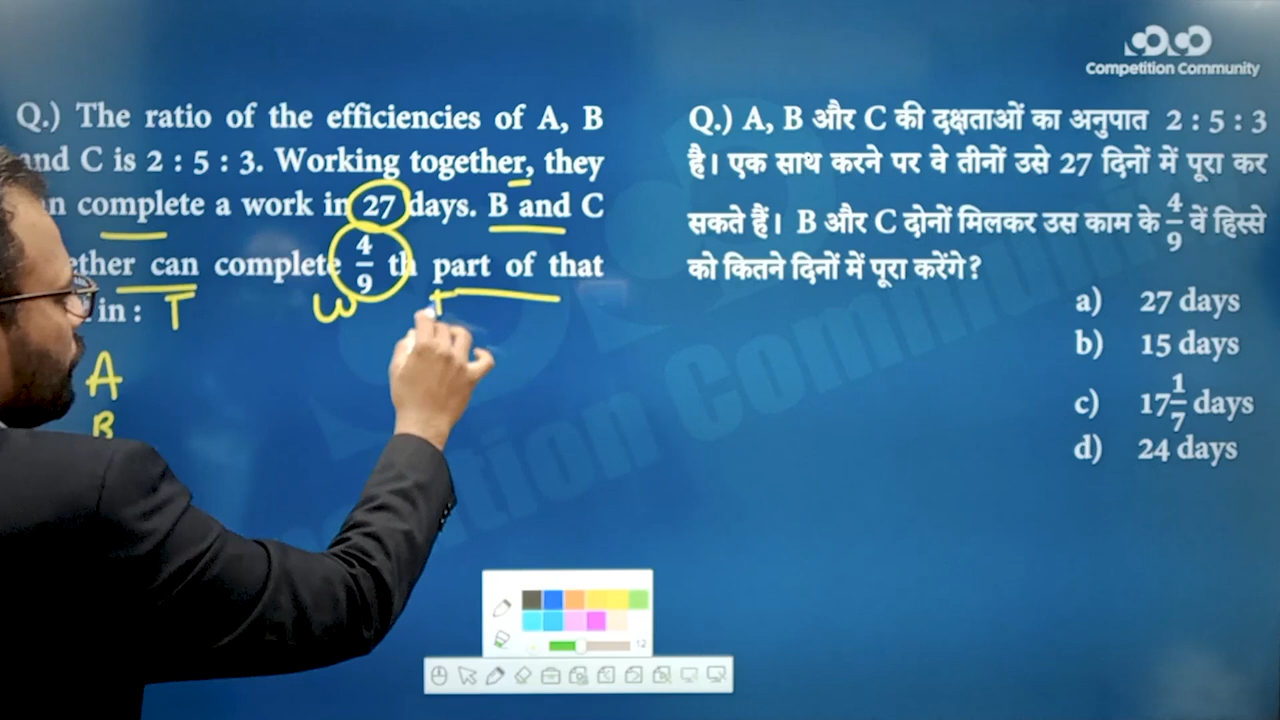 Competition Community
Q.) The ratio of the efficiencies of A, B
and C is 2 : 5 : 3. Working together, they
complete a work in 27 days. B and C
can complete 4/9 th part of that
in :
T
W
A
B
Q.) A, B और C की दक्षताओं का अनुपात 2 : 5 : 3
है। एक साथ करने पर वे तीनों उसे 27 दिनों में पूरा कर
सकते हैं। B और C दोनों मिलकर उस काम के 4/9 वें हिस्से
को कितने दिनों में पूरा करेंगे?
a) 27 days
b) 15 days
c) 17 1/7 days
d) 24 days
12